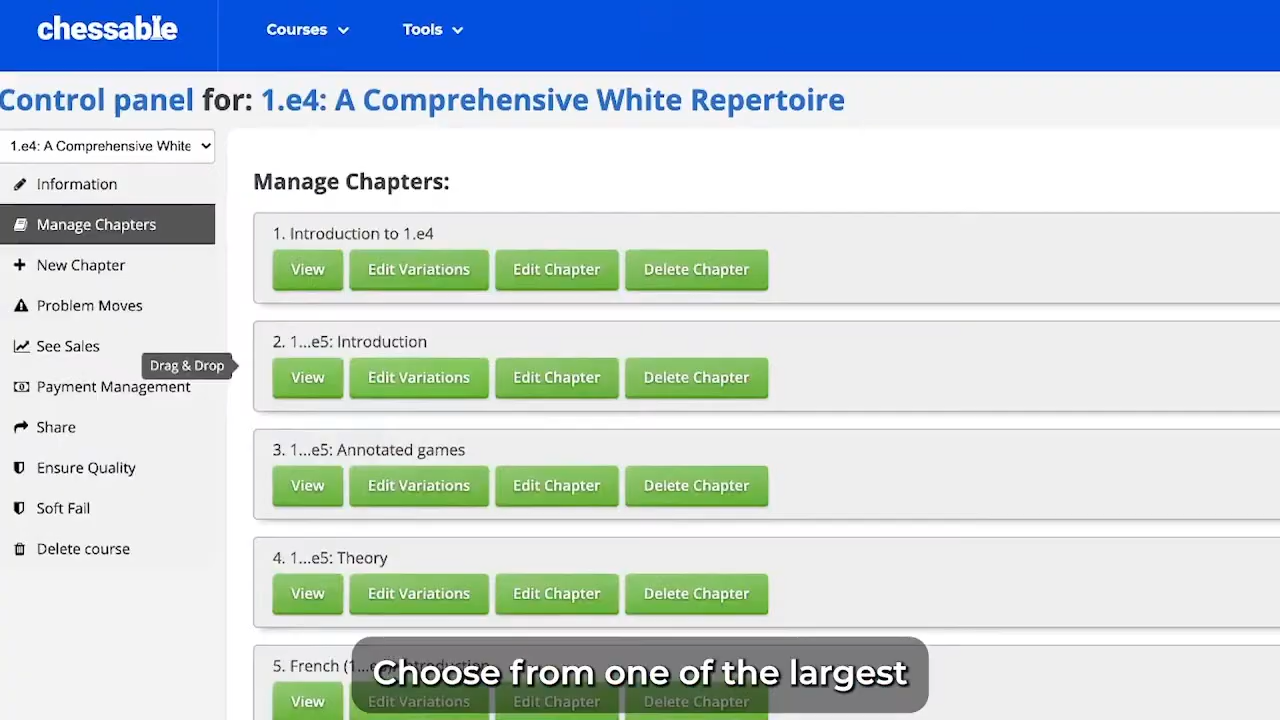 chessable
Courses
Tools
Control panel for: 1.e4: A Comprehensive White Repertoire
1.e4: A Comprehensive White
Information
Manage Chapters
New Chapter
Problem Moves
See Sales
Drag & Drop
Payment Management
Share
Ensure Quality
Soft Fail
Delete course
Manage Chapters:
1. Introduction to 1.e4
View Edit Variations Edit Chapter Delete Chapter
2. 1...e5: Introduction
View Edit Variations Edit Chapter Delete Chapter
3. 1...e5: Annotated games
View Edit Variations Edit Chapter Delete Chapter
4. 1...e5: Theory
View Edit Variations Edit Chapter Delete Chapter
5. French (1...e6): Introduction
View Edit Variations Edit Chapter Delete Chapter
Choose from one of the largest